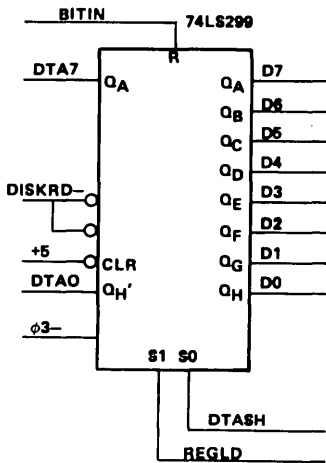 BITIN 74LS299
R
DTA7 QA QA D7
QB D6
QC D5
QD D4
DISKRD- QE D3
QF D2
+5 CLR QG D1
DTA0 QH' QH D0
φ3-
S1 S0
DTASH
REGLD